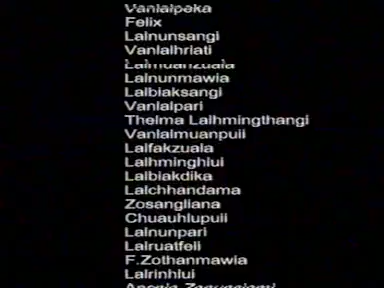 Vanlalpeka
Felix
Lalnunsangi
Vanlalhriati
Lalmuanzuala
Lalnunmawia
Lalbiaksangi
Vanlalpari
Thelma Lalhmingthangi
Vanlalmuanpuii
Lalfakzuala
Lalhminghlui
Lalbiakdika
Lalchhandama
Zosangliana
Chuauhlupuii
Lalnunpari
Lalruatfeli
F.Zothanmawia
Lalrinhlui